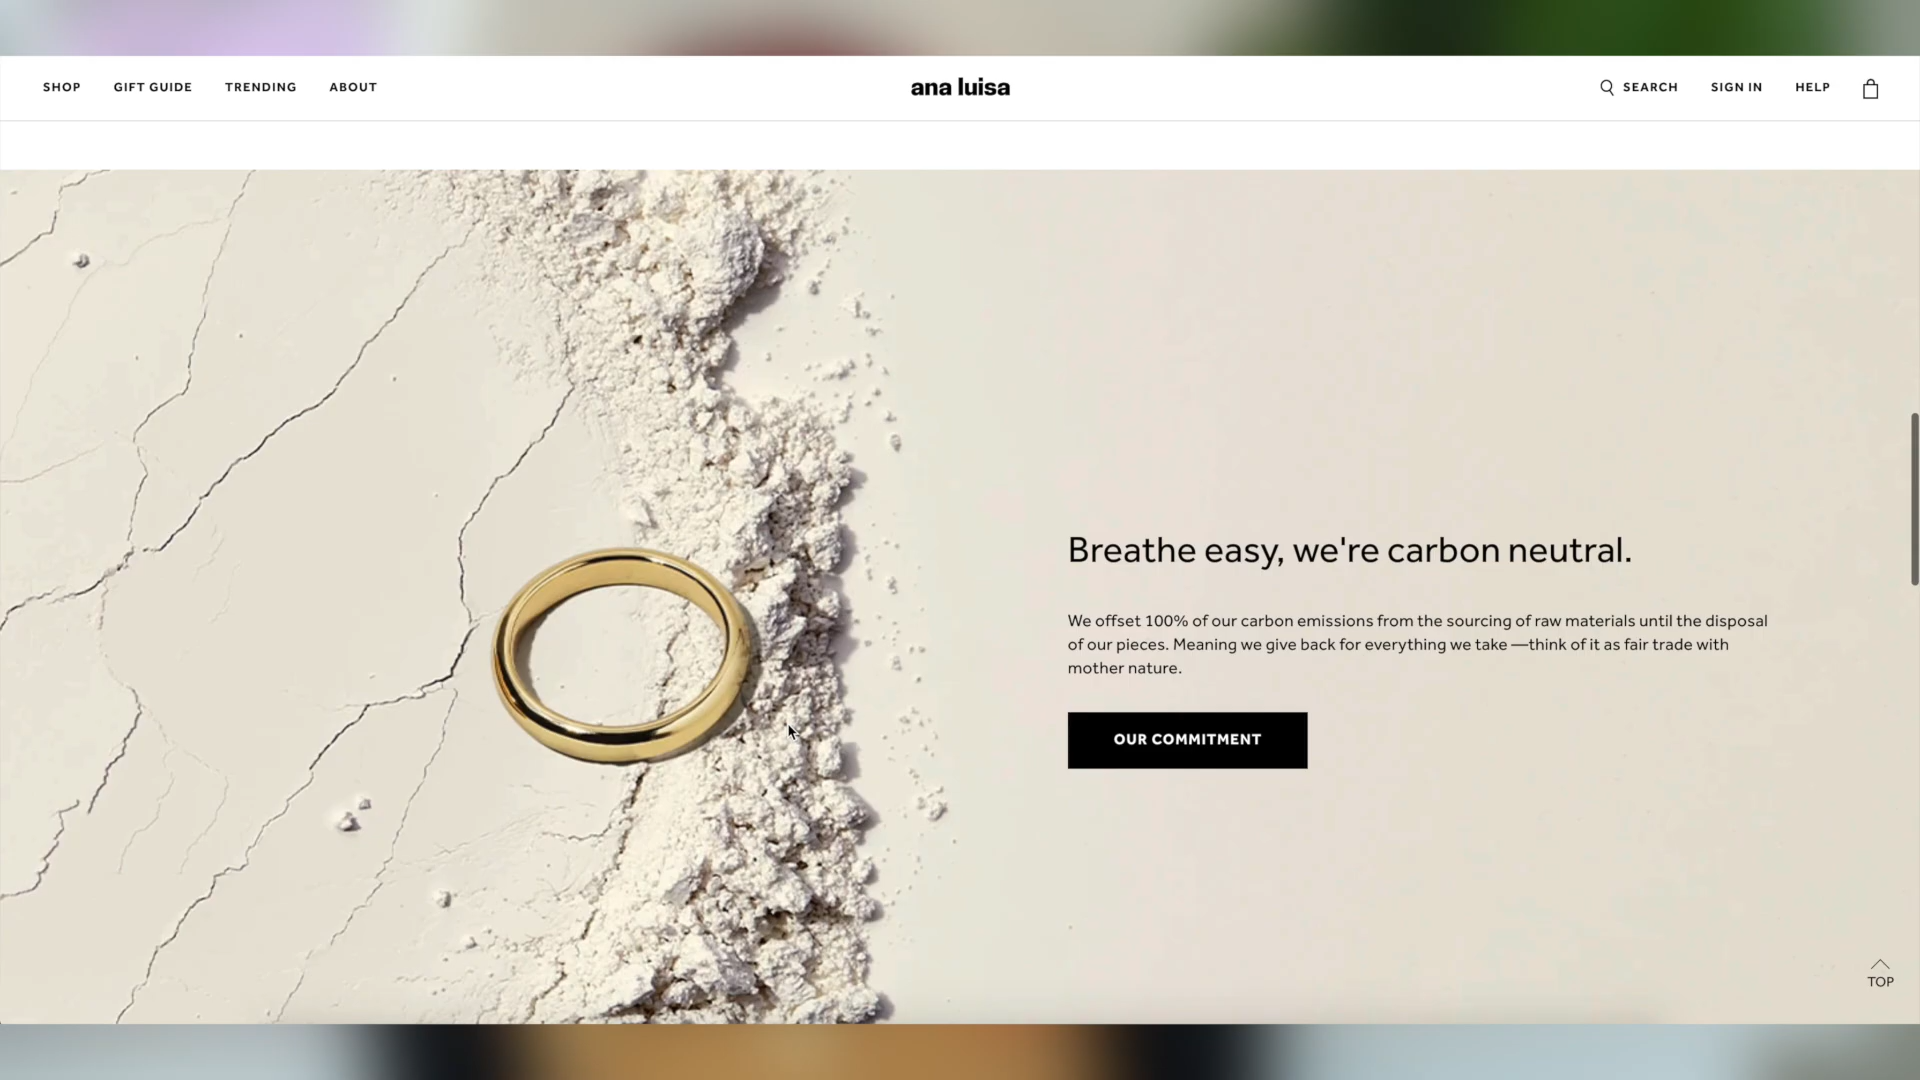 SHOP GIFT GUIDE TRENDING ABOUT ana luisa SEARCH SIGN IN HELP
Breathe easy, we're carbon neutral.
We offset 100% of our carbon emissions from the sourcing of raw materials until the disposal
of our pieces. Meaning we give back for everything we take —think of it as fair trade with
mother nature.
OUR COMMITMENT
TOP